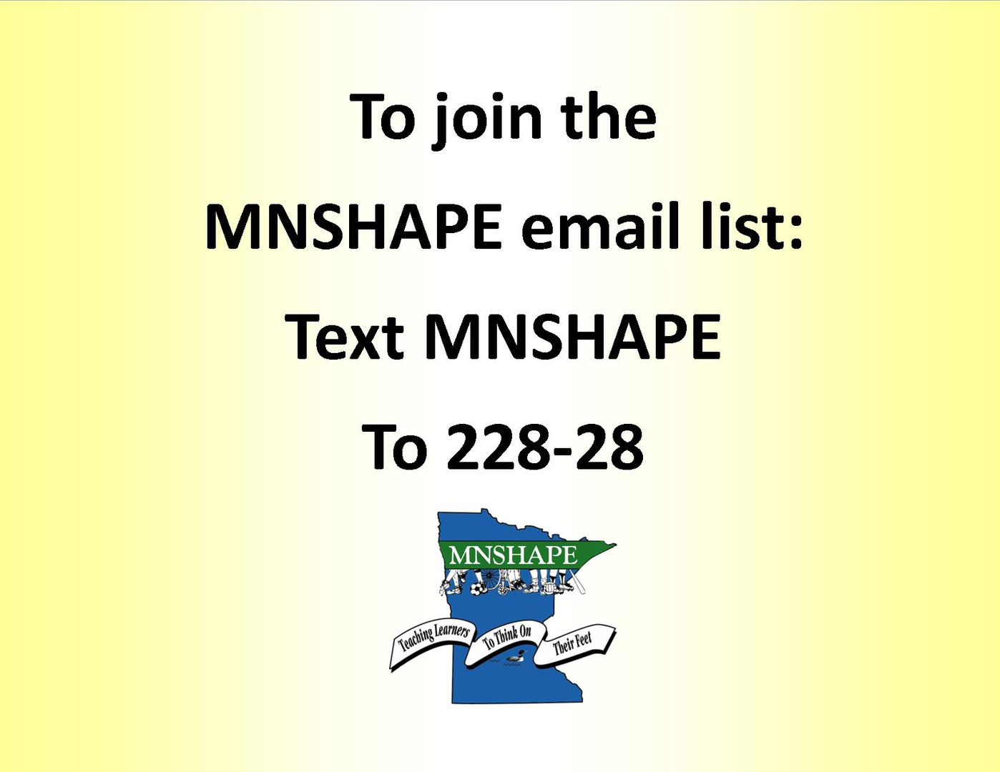 To join the
MNSHAPE email list:
Text MNSHAPE
To 228-28
MNSHAPE
Teaching Learners To Think On Their Feet